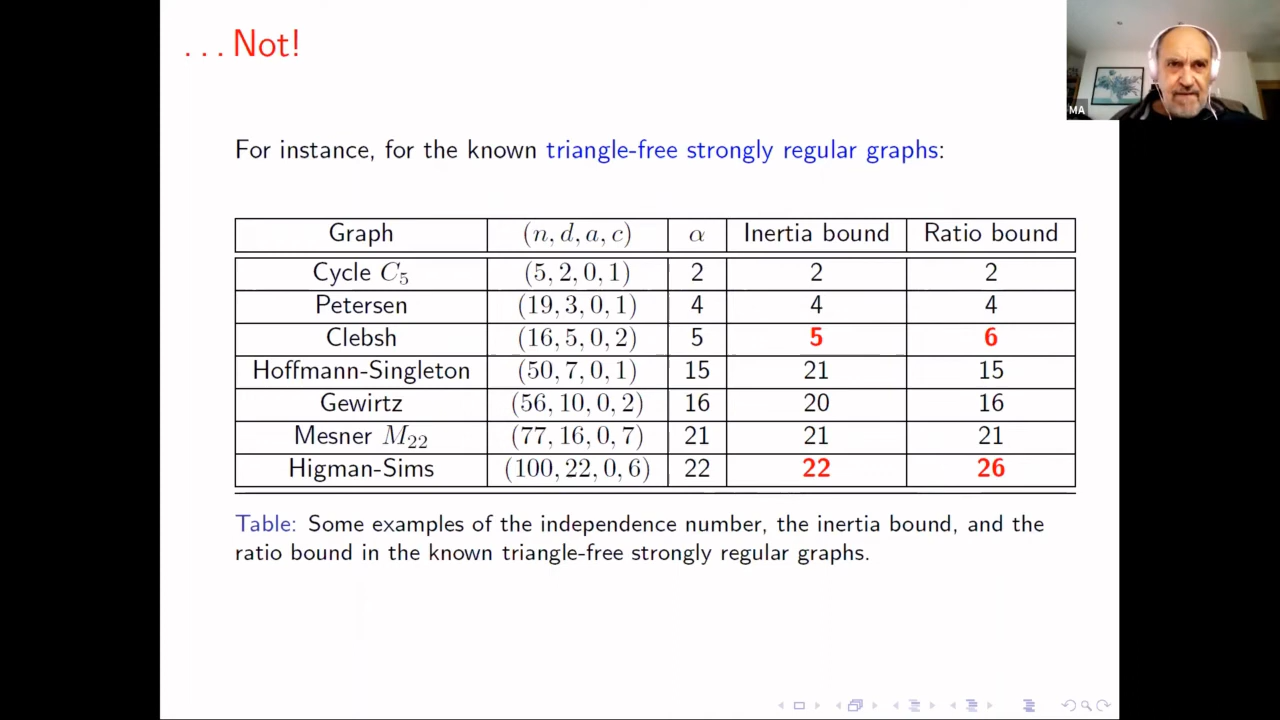 ...Not!
MA
For instance, for the known triangle-free strongly regular graphs:
Graph (n, d, a, c) α Inertia bound Ratio bound
Cycle C₅ (5, 2, 0, 1) 2 2 2
Petersen (19, 3, 0, 1) 4 4 4
Clebsh (16, 5, 0, 2) 5 5 6
Hoffmann-Singleton (50, 7, 0, 1) 15 21 15
Gewirtz (56, 10, 0, 2) 16 20 16
Mesner M₂₂ (77, 16, 0, 7) 21 21 21
Higman-Sims (100, 22, 0, 6) 22 22 26
Table: Some examples of the independence number, the inertia bound, and the
ratio bound in the known triangle-free strongly regular graphs.